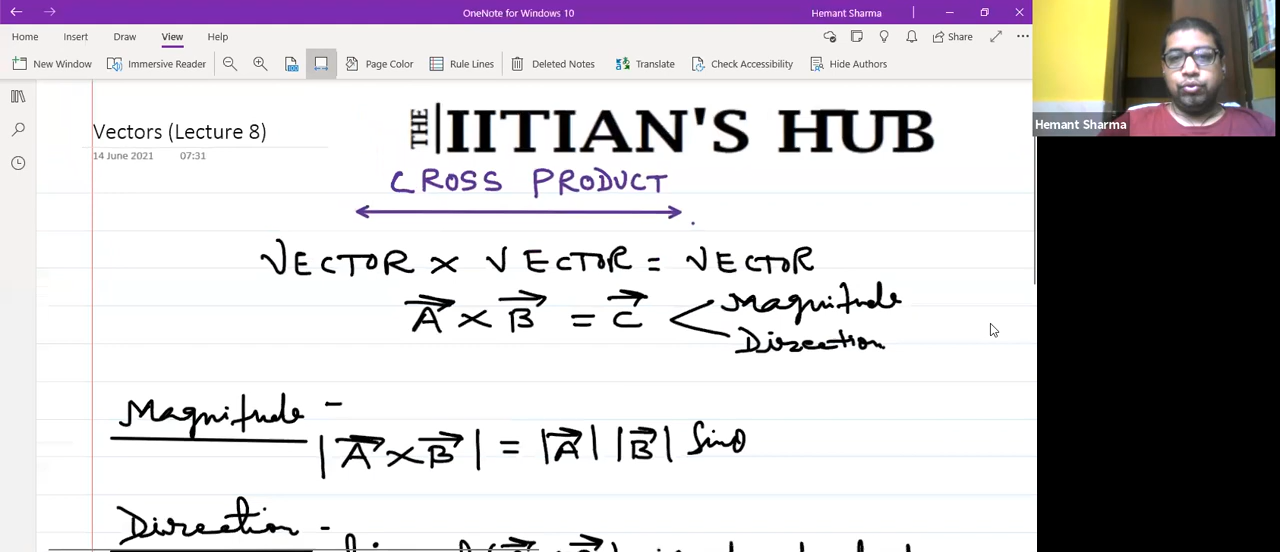 OneNote for Windows 10
Hemant Sharma
Home Insert Draw View Help
Share
New Window Immersive Reader Page Color Rule Lines Deleted Notes Translate Check Accessibility Hide Authors
Hemant Sharma
THE IITIAN'S HUB
Vectors (Lecture 8)
14 June 2021 07:31
CROSS PRODUCT
VECTOR × VECTOR = VECTOR
A⃗ × B⃗ = C⃗ < Magnitude
Direction
Magnitude -
|A⃗ × B⃗| = |A⃗| |B⃗| Sinθ
Direction -